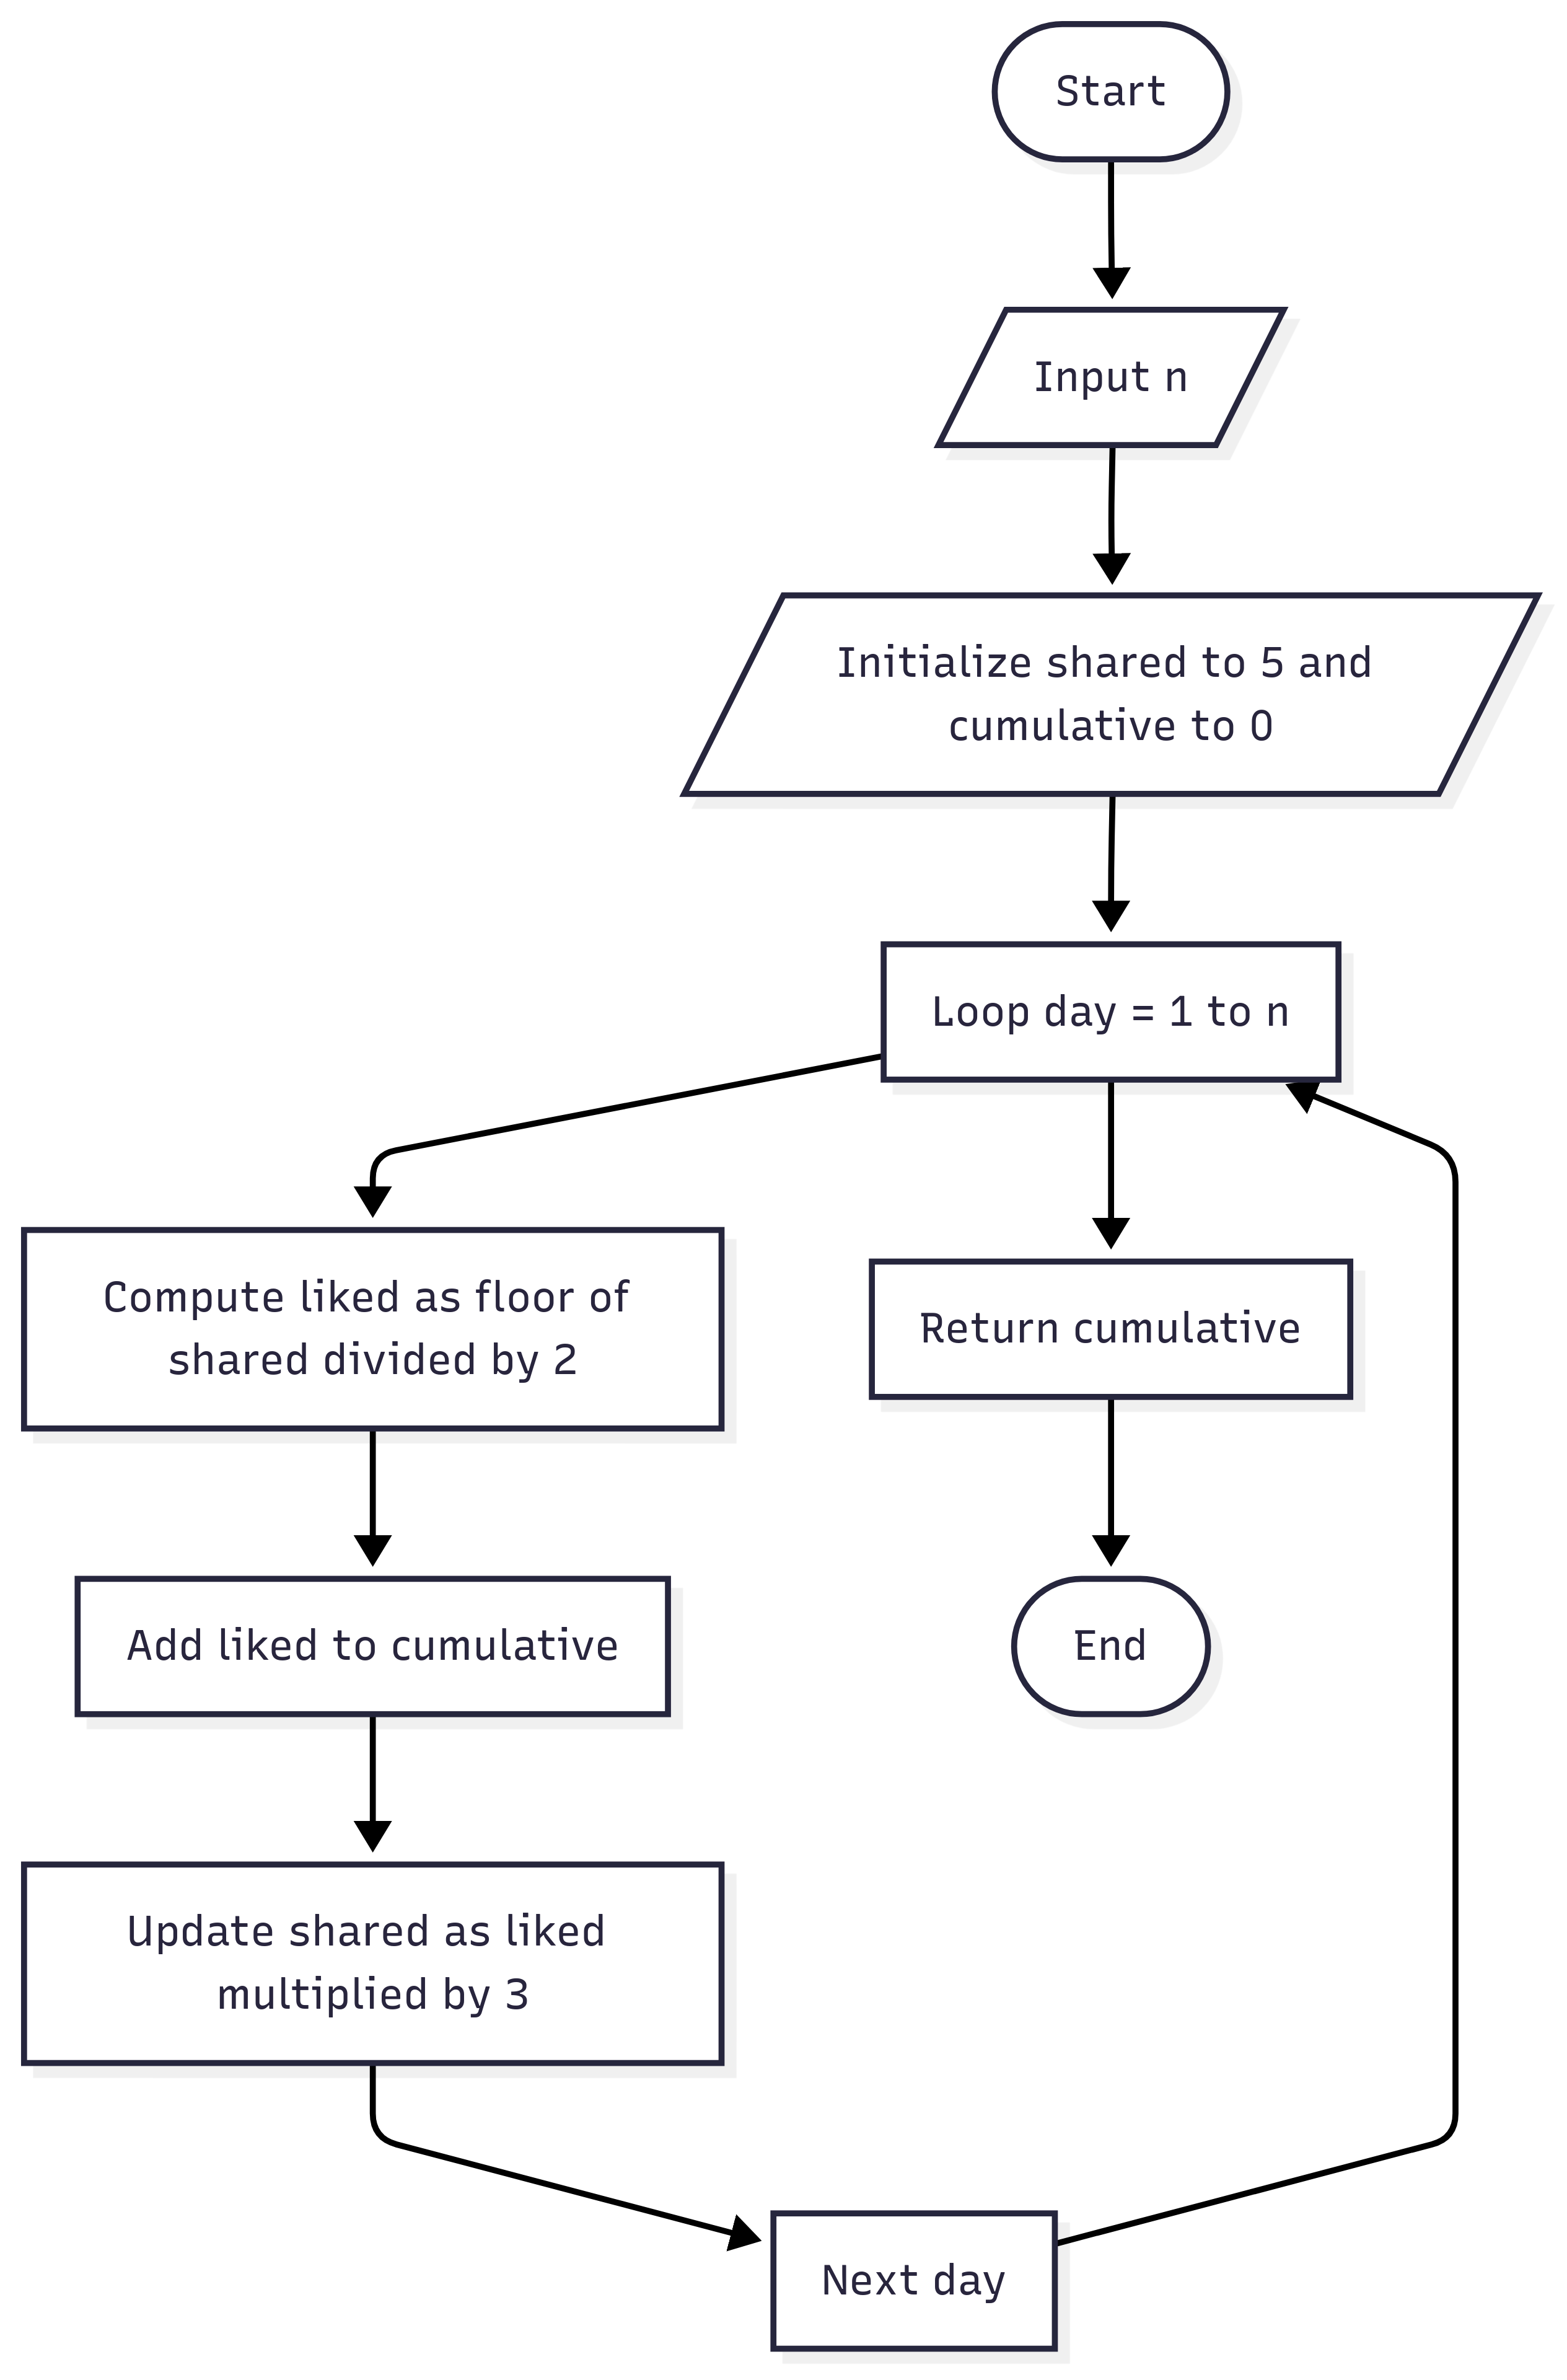 Start
Input n
Initialize shared to 5 and
cumulative to 0
Loop day = 1 to n
Compute liked as floor of
shared divided by 2
Return cumulative
Add liked to cumulative
End
Update shared as liked
multiplied by 3
Next day